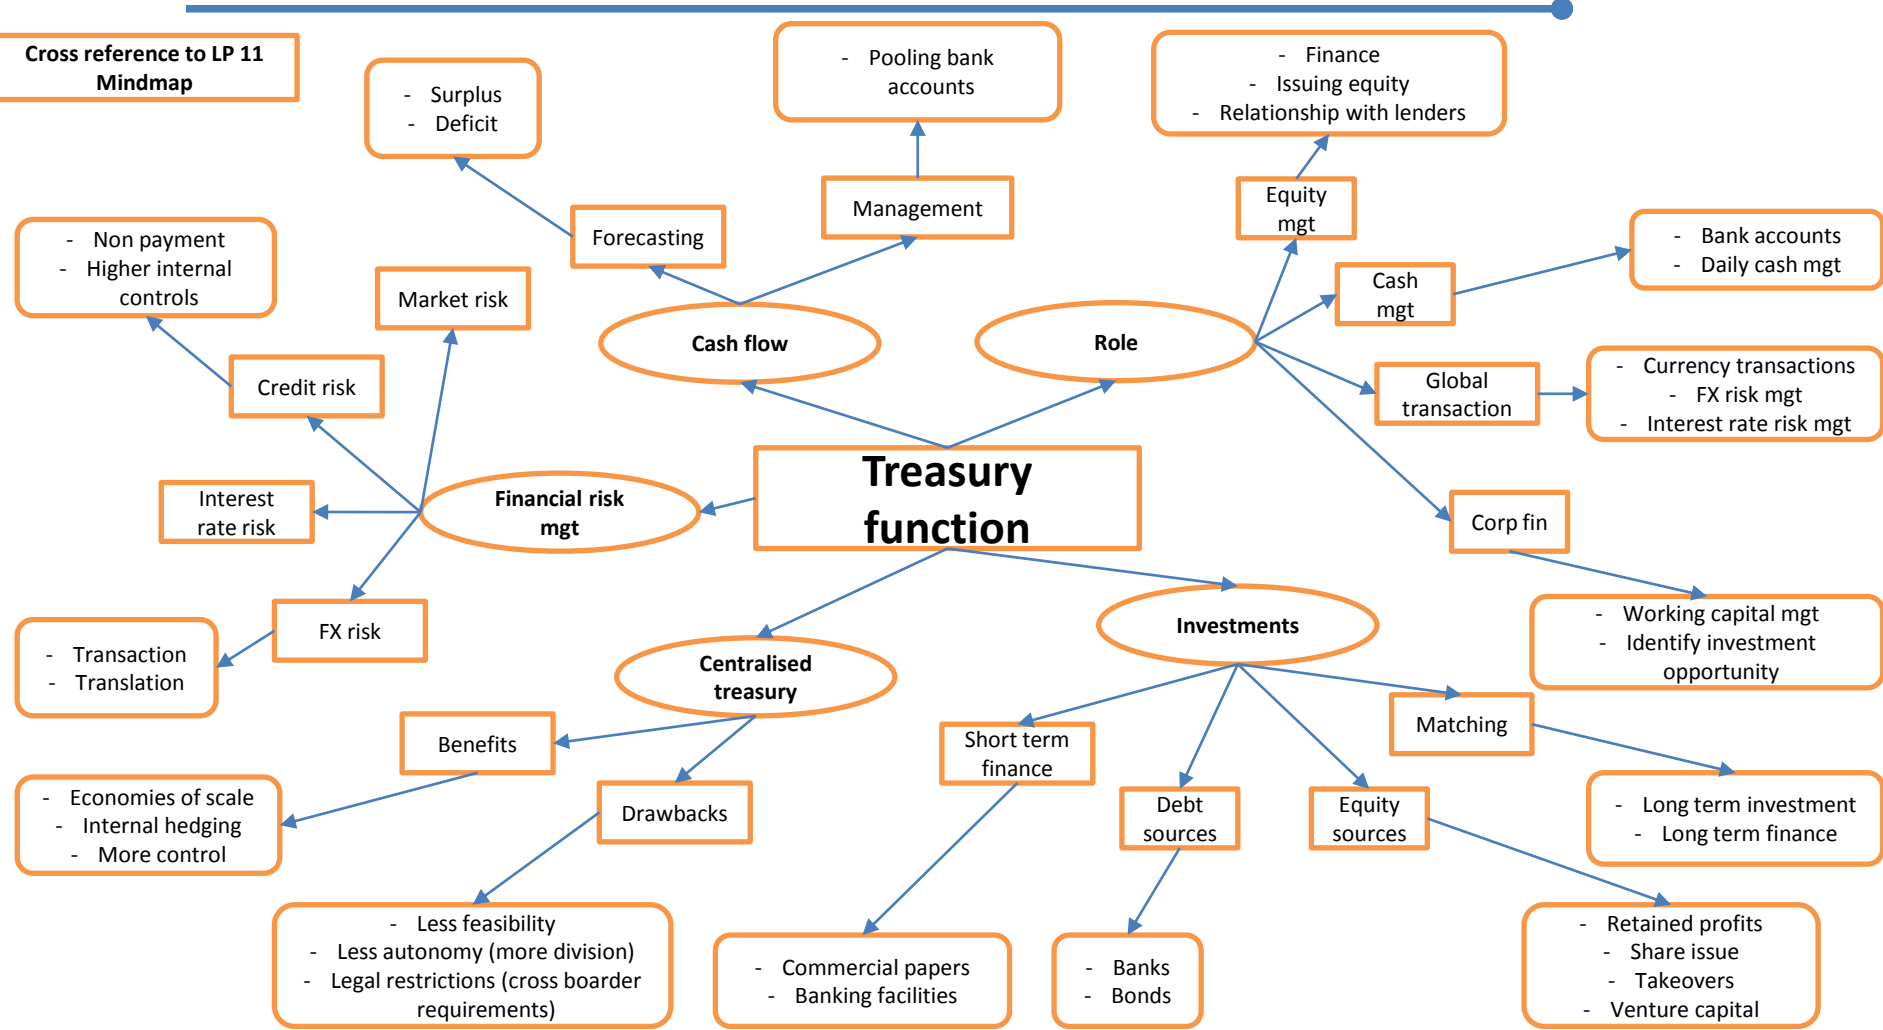 Cross reference to LP 11
Mindmap
- Surplus
- Deficit
- Pooling bank
accounts
- Finance
- Issuing equity
- Relationship with lenders
Forecasting
Management
Equity
mgt
- Non payment
- Higher internal
controls
Market risk
Cash
mgt
- Bank accounts
- Daily cash mgt
Cash flow
Role
Credit risk
Global
transaction
- Currency transactions
- FX risk mgt
- Interest rate risk mgt
Treasury
function
Financial risk
mgt
Interest
rate risk
Corp fin
FX risk
- Transaction
- Translation
Investments
- Working capital mgt
- Identify investment
opportunity
Centralised
treasury
Benefits
Short term
finance
Matching
- Economies of scale
- Internal hedging
- More control
Drawbacks
Debt
sources
Equity
sources
- Long term investment
- Long term finance
- Less feasibility
- Less autonomy (more division)
- Legal restrictions (cross boarder
requirements)
- Commercial papers
- Banking facilities
- Banks
- Bonds
- Retained profits
- Share issue
- Takeovers
- Venture capital